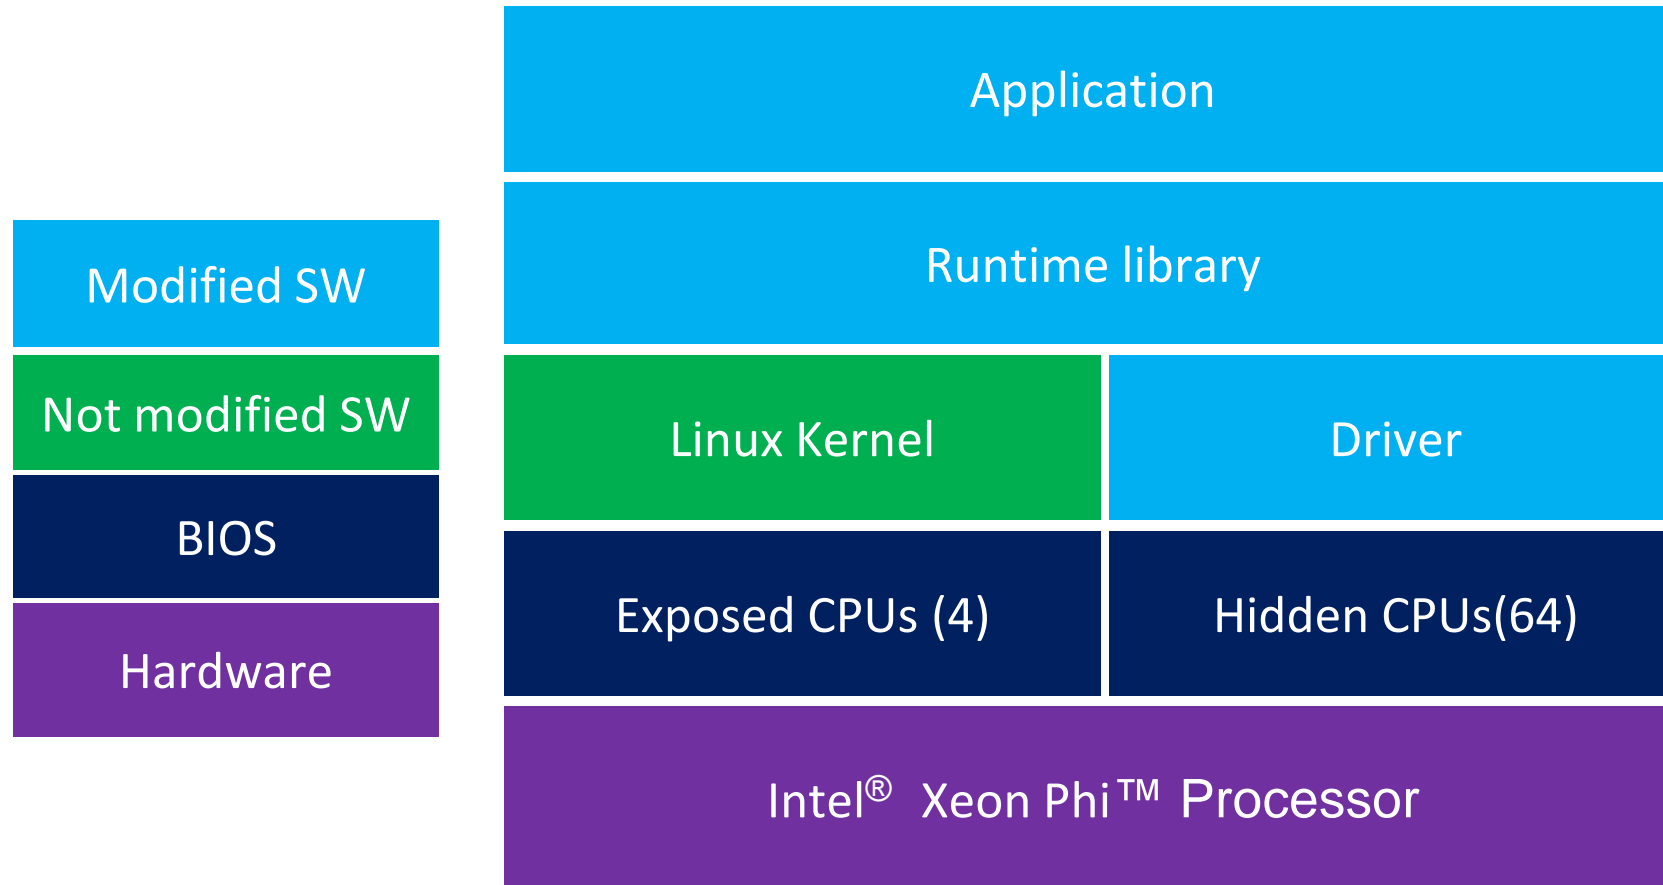 Application
Runtime library
Modified SW
Not modified SW
Linux Kernel
Driver
BIOS
Exposed CPUs (4)
Hidden CPUs(64)
Hardware
Intel® Xeon Phi™ Processor